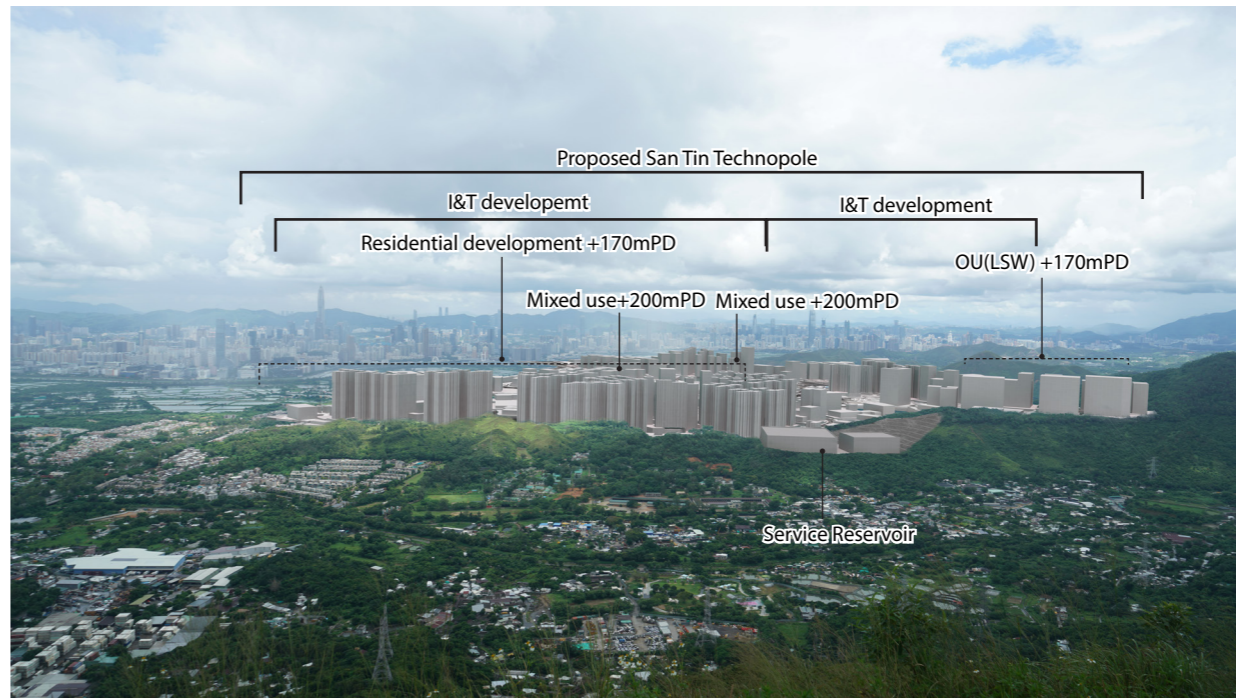 Proposed San Tin Technopole
I&T developemt
I&T development
Residential development +170mPD
OU(LSW) +170mPD
Mixed use+200mPD
Mixed use +200mPD
Service Reservoir